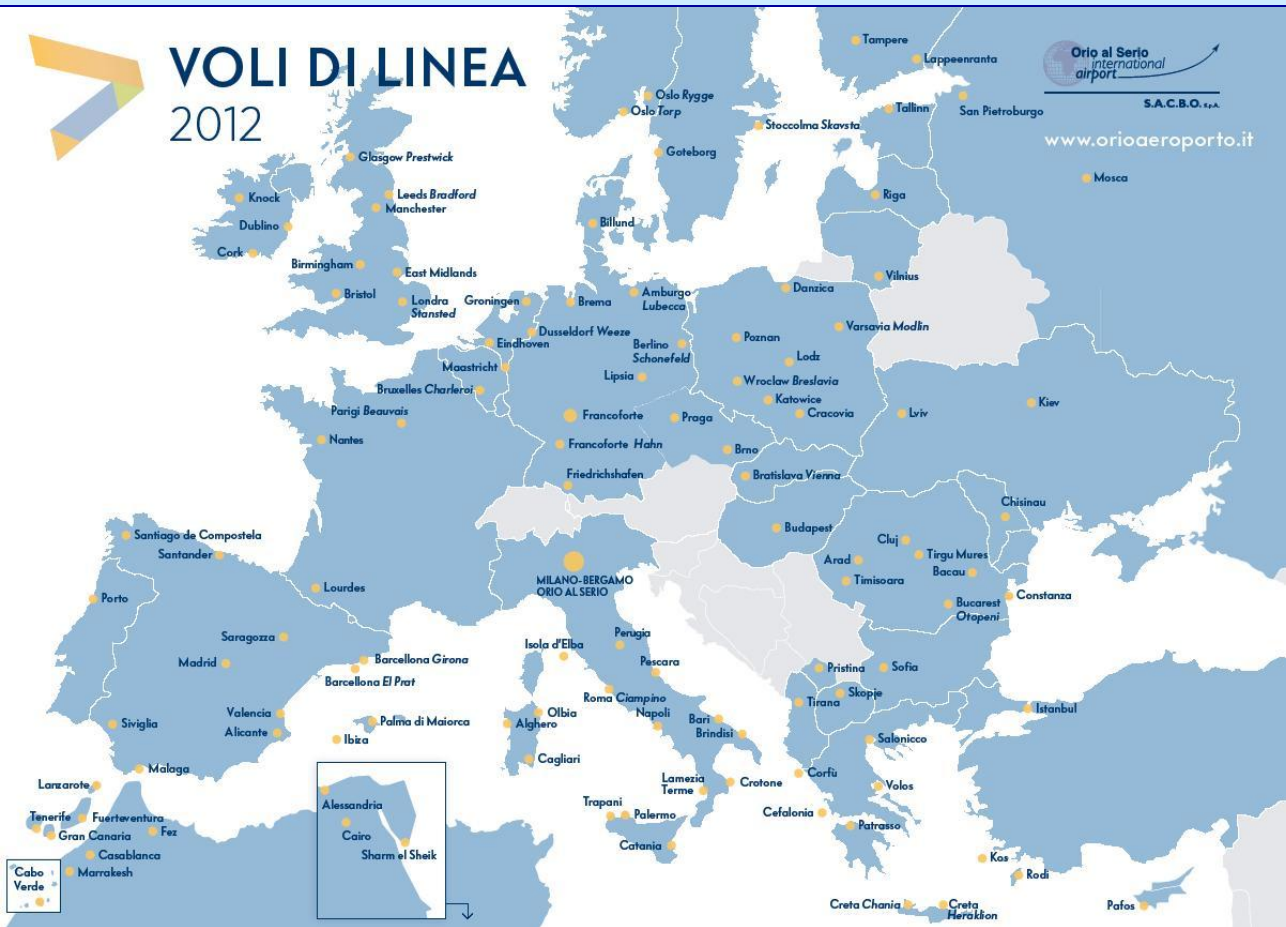 VOLI DI LINEA
2012
Orio al Serio
international
airport
S.A.C.B.O. S.p.A.
www.orioaeroporto.it
Tampere
Lappeenranta
Oslo Rygge
Oslo Torp
Stoccolma Skavsta
Tallinn
San Pietroburgo
Goteborg
Glasgow Prestwick
Mosca
Knock
Leeds Bradford
Manchester
Riga
Dublino
Billund
Cork
Birmingham
East Midlands
Vilnius
Bristol
Londra
Stansted
Groningen
Brema
Amburgo
Lubecca
Danzica
Dusseldorf Weeze
Eindhoven
Berlino
Schonefeld
Poznan
Varsavia Modlin
Lodz
Maastricht
Lipsia
Wroclaw Breslavia
Bruxelles Charleroi
Katowice
Cracovia
Lviv
Kiev
Parigi Beauvais
Francoforte
Praga
Nantes
Francoforte Hahn
Brno
Friedrichshafen
Bratislava Vienna
Chisinau
Santiago de Compostela
Santander
Budapest
Cluj
Tirgu Mures
Arad
Bacau
Timisoara
MILANO-BERGAMO
ORIO AL SERIO
Lourdes
Porto
Bucarest
Otopeni
Constanza
Saragozza
Perugia
Isola d'Elba
Madrid
Barcellona Girona
Barcellona El Prat
Pescara
Pristina
Sofia
Roma Ciampino
Skopje
Tirana
Istanbul
Siviglia
Valencia
Alicante
Palma di Maiorca
Ibiza
Olbia
Alghero
Napoli
Bari
Brindisi
Salonicco
Cagliari
Malaga
Lanzarote
Corfù
Volos
Lamezia
Terme
Crotone
Alessandria
Trapani
Palermo
Cefalonia
Patrasso
Tenerife
Fuerteventura
Gran Canaria
Fez
Cairo
Sharm el Sheik
Catania
Casablanca
Marrakesh
Kos
Rodi
Cabo
Verde
Creta Chania
Creta
Heraklion
Pafos